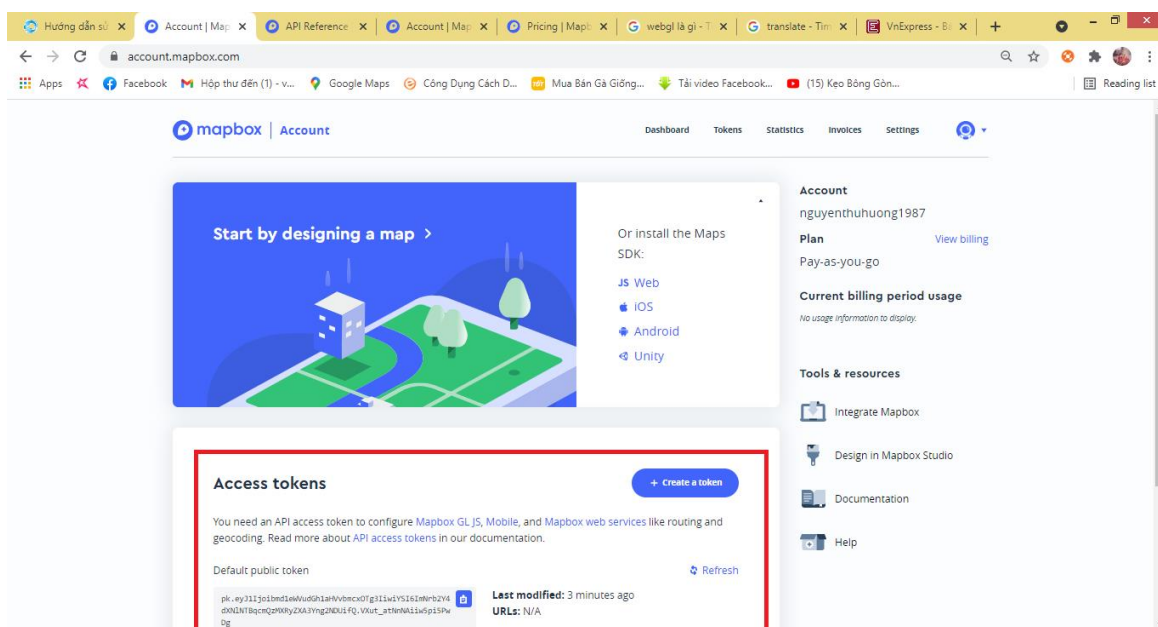 Hướng dẫn sử
Account | Map
API Reference
Account | Map
Pricing | Mapb
webgl là gì - T
translate - Tìm
VnExpress - Bá
account.mapbox.com
Apps
Facebook
Hộp thư đến (1) - v...
Google Maps
Công Dụng Cách D...
Mua Bán Gà Giống...
Tải video Facebook...
(15) Kẹo Bông Gòn...
Reading list
mapbox | Account
Dashboard Tokens Statistics Invoices Settings
Start by designing a map >
Or install the Maps
SDK:
JS Web
iOS
Android
Unity
Account
nguyenthuhuong1987
Plan View billing
Pay-as-you-go
Current billing period usage
No usage information to display.
Tools & resources
Integrate Mapbox
Design in Mapbox Studio
Documentation
Help
Access tokens
+ Create a token
You need an API access token to configure Mapbox GL JS, Mobile, and Mapbox web services like routing and
geocoding. Read more about API access tokens in our documentation.
Default public token
Refresh
Last modified: 3 minutes ago
URLs: N/A